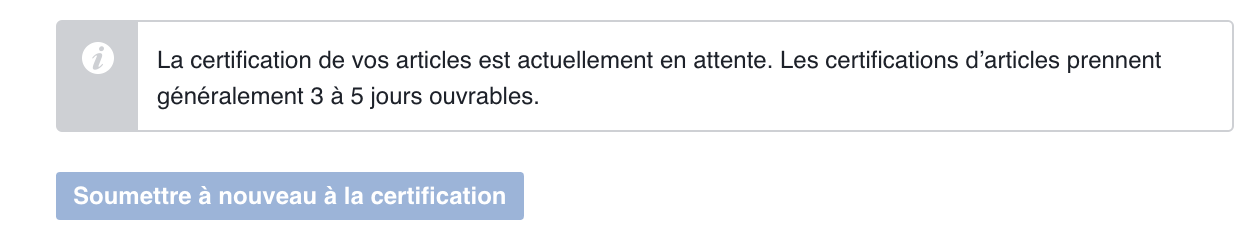 La certification de vos articles est actuellement en attente. Les certifications d’articles prennent
généralement 3 à 5 jours ouvrables.
Soumettre à nouveau à la certification